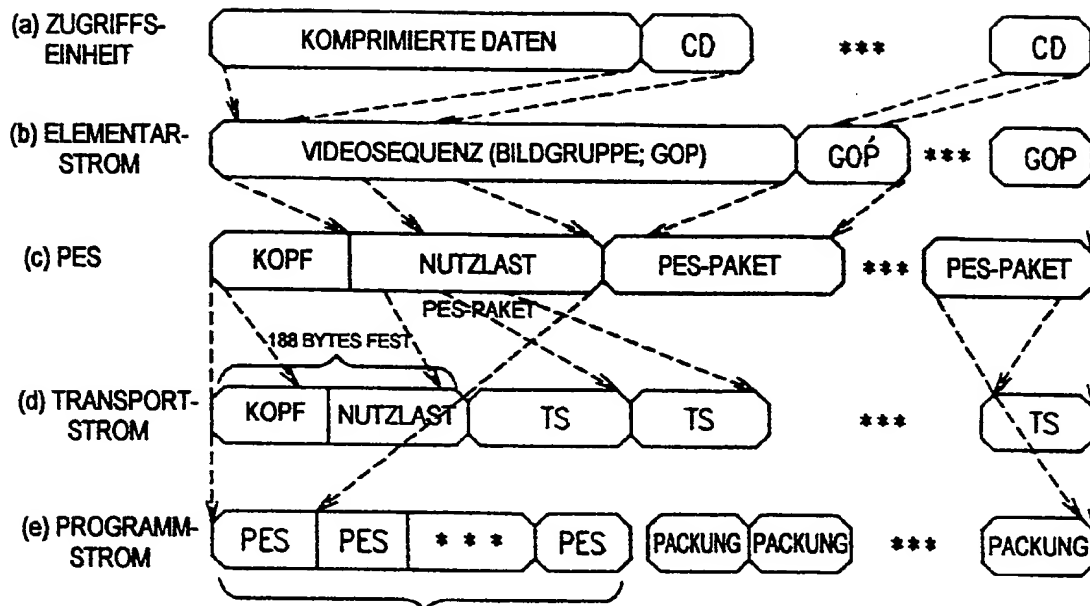 (a) ZUGRIFFS-
EINHEIT
KOMPRIMIERTE DATEN CD *** CD
(b) ELEMENTAR-
STROM
VIDEOSEQUENZ (BILDGRUPPE; GOP) GOP *** GOP
(c) PES
KOPF NUTZLAST PES-PAKET *** PES-PAKET
PES-PAKET
188 BYTES FEST
(d) TRANSPORT-
STROM
KOPF NUTZLAST TS TS *** TS
(e) PROGRAMM-
STROM
PES PES *** PES PACKUNG PACKUNG *** PACKUNG